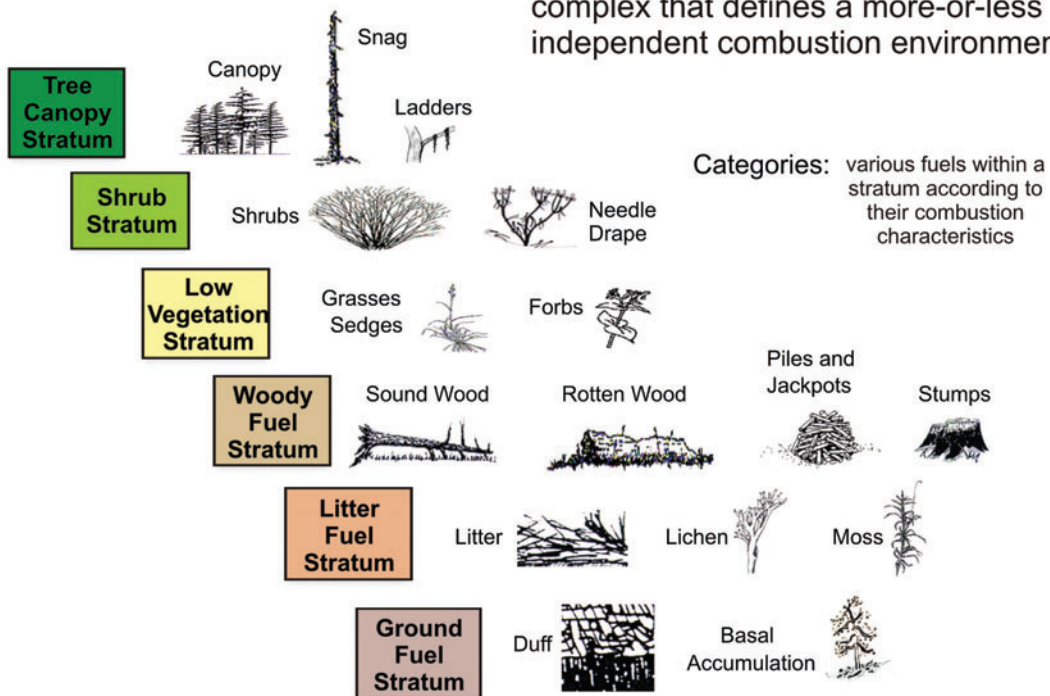 complex that defines a more-or-less
independent combustion environmen
Snag
Canopy
Ladders
Tree
Canopy
Stratum
Categories: various fuels within a
stratum according to
their combustion
characteristics
Shrub
Stratum
Shrubs
Needle
Drape
Low
Vegetation
Stratum
Grasses
Sedges
Forbs
Woody
Fuel
Stratum
Sound Wood
Rotten Wood
Piles and
Jackpots
Stumps
Litter
Fuel
Stratum
Litter
Lichen
Moss
Ground
Fuel
Stratum
Duff
Basal
Accumulation